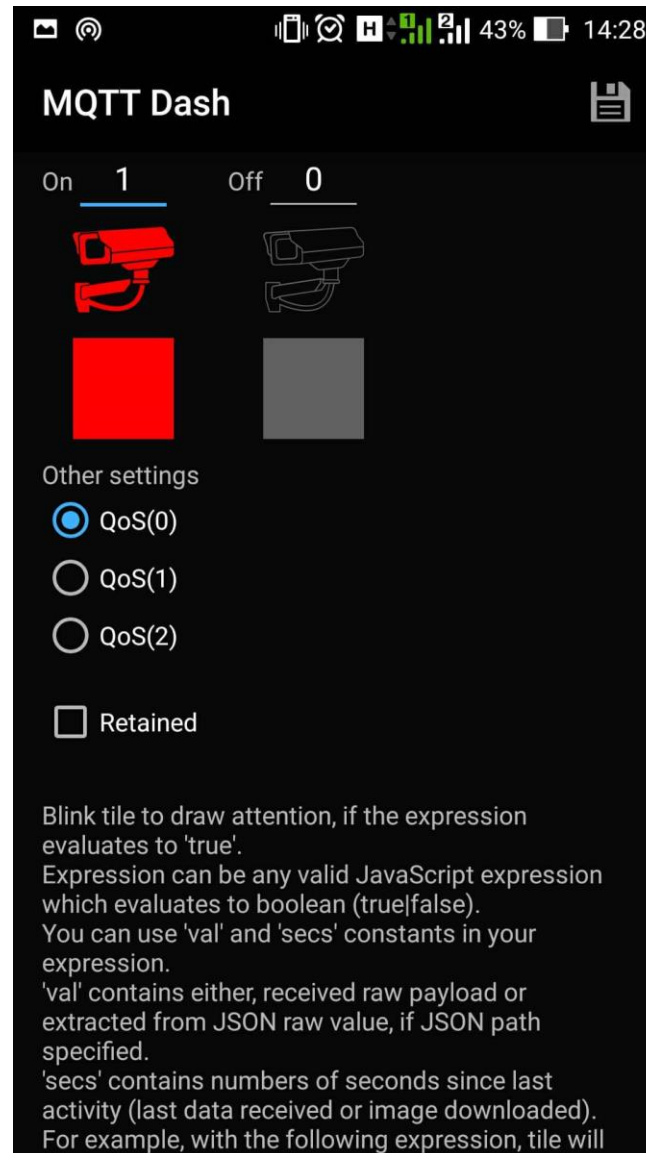 H 1 2 43% 14:28
MQTT Dash
On 1 Off 0
Other settings
QoS(0)
QoS(1)
QoS(2)
Retained
Blink tile to draw attention, if the expression
evaluates to 'true'.
Expression can be any valid JavaScript expression
which evaluates to boolean (true|false).
You can use 'val' and 'secs' constants in your
expression.
'val' contains either, received raw payload or
extracted from JSON raw value, if JSON path
specified.
'secs' contains numbers of seconds since last
activity (last data received or image downloaded).
For example, with the following expression, tile will